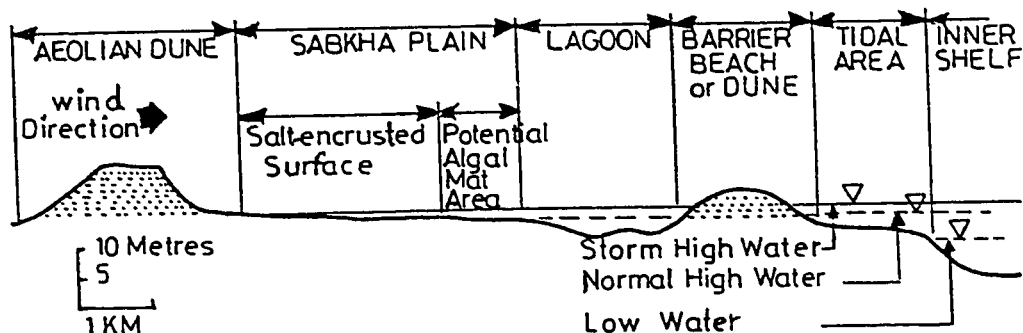 AEOLIAN DUNE
SABKHA PLAIN
LAGOON
BARRIER
BEACH
or DUNE
TIDAL
AREA
INNER
SHELF
wind
Direction
Salt-encrusted
Surface
Potential
Algal
Mat
Area
10 Metres
5
1 KM
Storm High Water
Normal High Water
Low Water